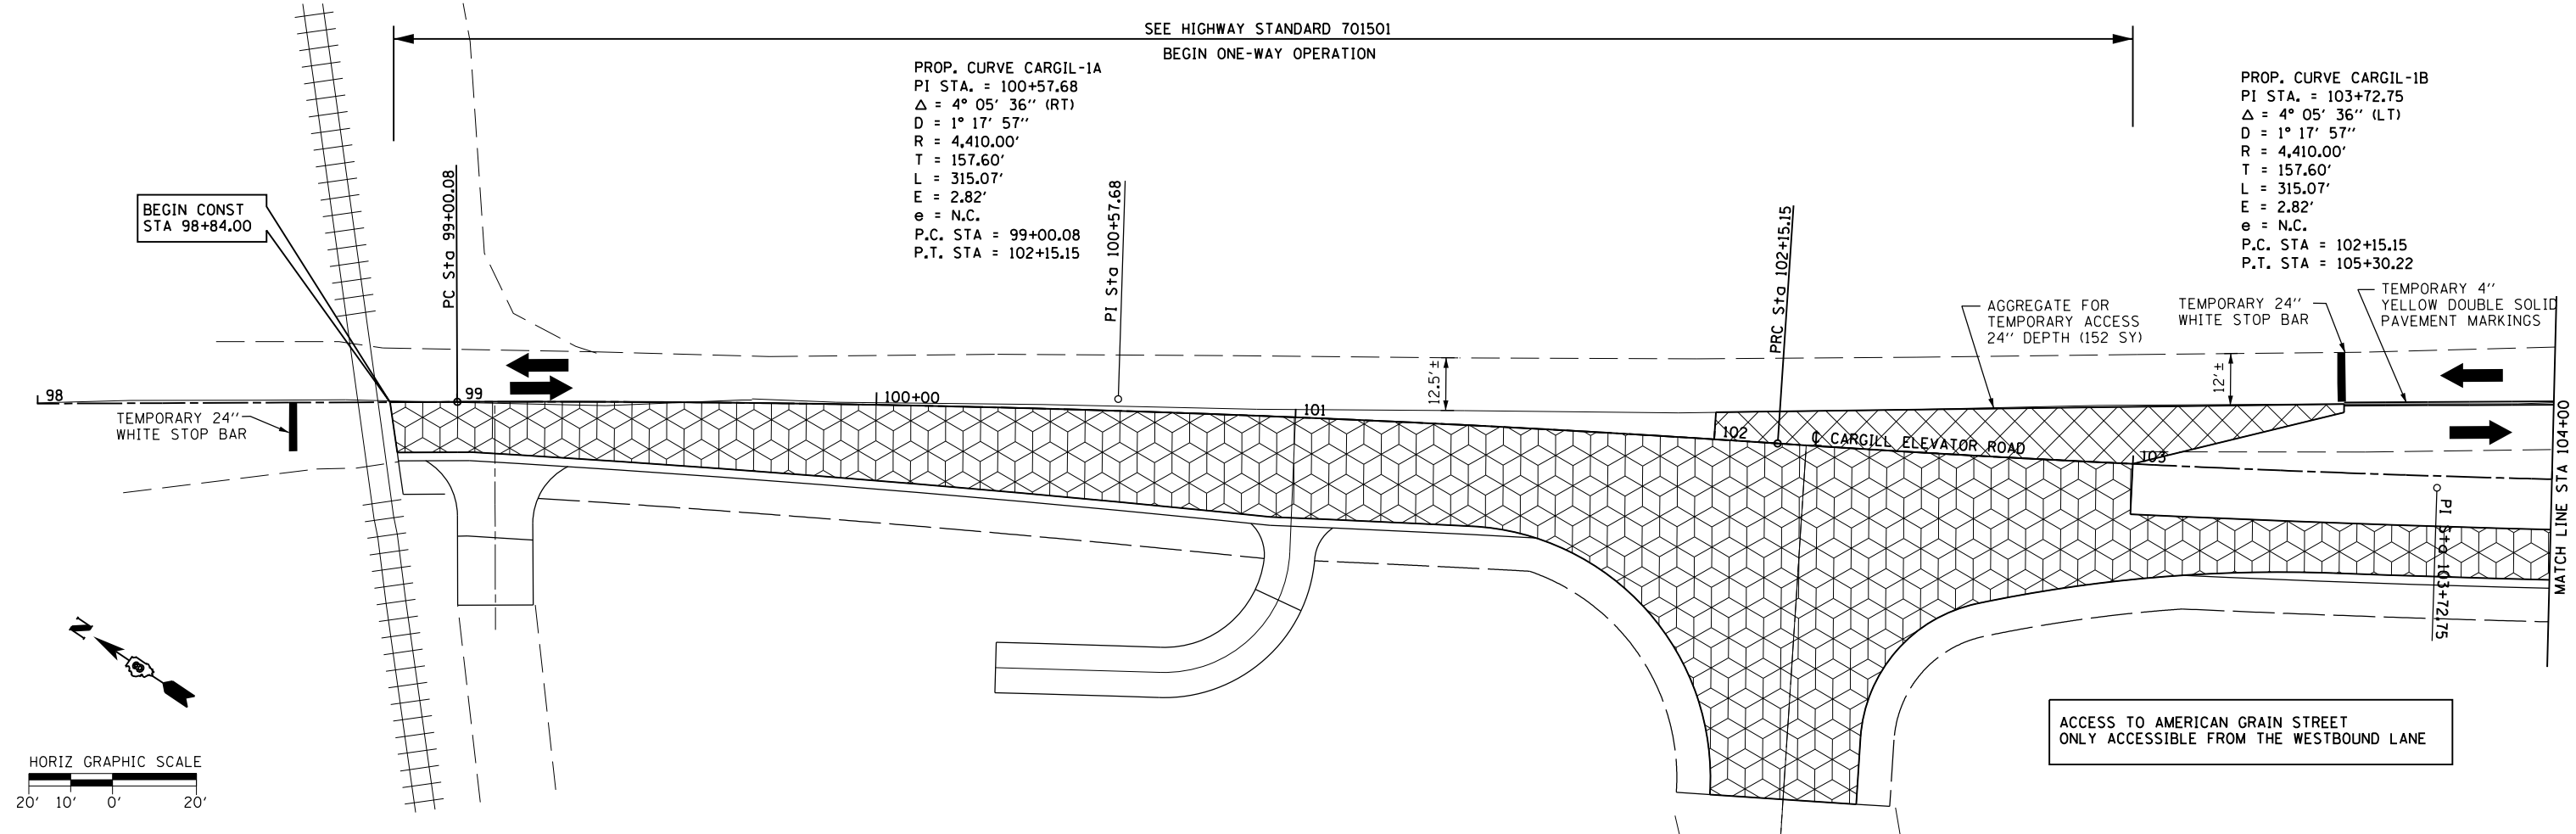 SEE HIGHWAY STANDARD 701501
BEGIN ONE-WAY OPERATION
PROP. CURVE CARGIL-1A
PI STA. = 100+57.68
Δ = 4° 05' 36'' (RT)
D = 1° 17' 57''
R = 4,410.00'
T = 157.60'
L = 315.07'
E = 2.82'
e = N.C.
P.C. STA = 99+00.08
P.T. STA = 102+15.15
PROP. CURVE CARGIL-1B
PI STA. = 103+72.75
Δ = 4° 05' 36'' (LT)
D = 1° 17' 57''
R = 4,410.00'
T = 157.60'
L = 315.07'
E = 2.82'
e = N.C.
P.C. STA = 102+15.15
P.T. STA = 105+30.22
BEGIN CONST
STA 98+84.00
PC Sta 99+00.08
PI Sta 100+57.68
PRC Sta 102+15.15
AGGREGATE FOR
TEMPORARY ACCESS
24'' DEPTH (152 SY)
TEMPORARY 24''
WHITE STOP BAR
TEMPORARY 4''
YELLOW DOUBLE SOLID
PAVEMENT MARKINGS
12.5'±
12'±
98
99
100+00
101
102
103
TEMPORARY 24''
WHITE STOP BAR
℄ CARGILL ELEVATOR ROAD
PI Sta 103+72.75
MATCH LINE STA 104+00
N
ACCESS TO AMERICAN GRAIN STREET
ONLY ACCESSIBLE FROM THE WESTBOUND LANE
HORIZ GRAPHIC SCALE
20' 10' 0' 20'